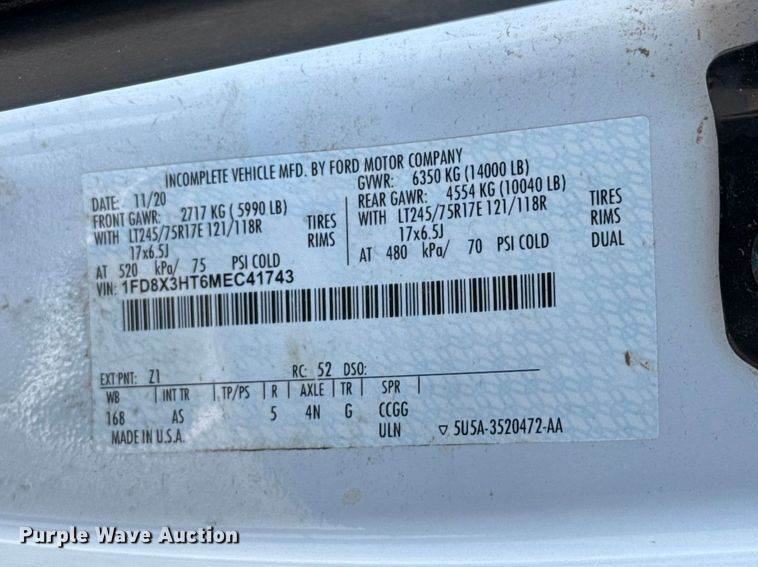 INCOMPLETE VEHICLE MFD. BY FORD MOTOR COMPANY
DATE: 11/20 GVWR: 6350 KG (14000 LB)
FRONT GAWR: 2717 KG ( 5990 LB) REAR GAWR: 4554 KG (10040 LB)
WITH LT245/75R17E 121/118R TIRES WITH LT245/75R17E 121/118R TIRES
17x6.5J RIMS 17x6.5J RIMS
AT 520 kPa/ 75 PSI COLD AT 480 kPa/ 70 PSI COLD DUAL
VIN: 1FD8X3HT6MEC41743
EXT PNT: Z1 RC: 52 DSO:
WB INT TR TP/PS R AXLE TR SPR
168 AS 5 4N G CCGG
MADE IN U.S.A. ULN ▽ 5U5A-3520472-AA
Purple Wave Auction